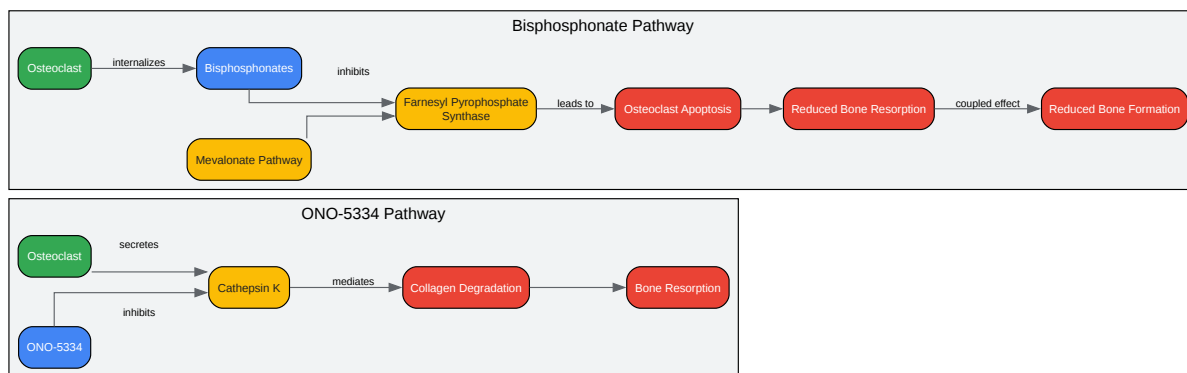 Bisphosphonate Pathway
Osteoclast
internalizes
Bisphosphonates
inhibits
Farnesyl Pyrophosphate
Synthase
leads to
Osteoclast Apoptosis
Reduced Bone Resorption
coupled effect
Reduced Bone Formation
Mevalonate Pathway
ONO-5334 Pathway
Osteoclast
secretes
Cathepsin K
mediates
Collagen Degradation
Bone Resorption
inhibits
ONO-5334